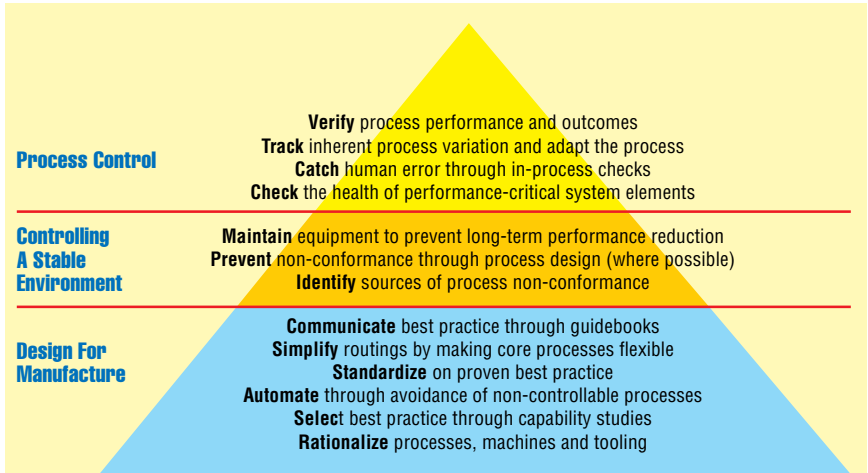 Process Control
Verify process performance and outcomes
Track inherent process variation and adapt the process
Catch human error through in-process checks
Check the health of performance-critical system elements
Controlling
A Stable
Environment
Maintain equipment to prevent long-term performance reduction
Prevent non-conformance through process design (where possible)
Identify sources of process non-conformance
Design For
Manufacture
Communicate best practice through guidebooks
Simplify routings by making core processes flexible
Standardize on proven best practice
Automate through avoidance of non-controllable processes
Select best practice through capability studies
Rationalize processes, machines and tooling